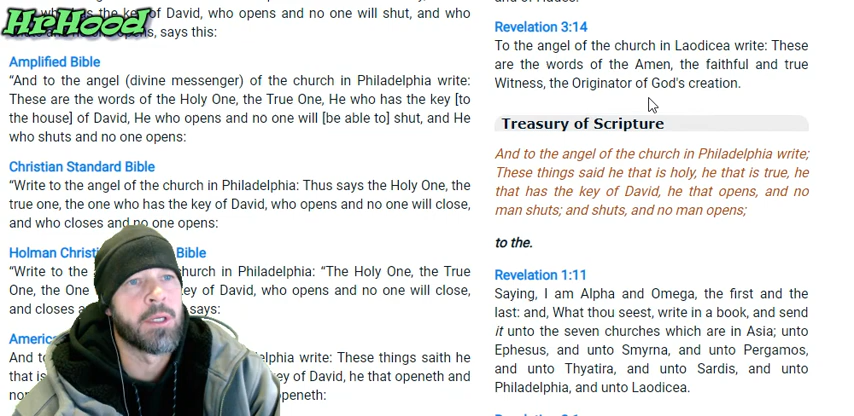 HrHood
who has the key of David, who opens and no one will shut, and who
opens, says this:
Amplified Bible
“And to the angel (divine messenger) of the church in Philadelphia write:
These are the words of the Holy One, the True One, He who has the key [to
the house] of David, He who opens and no one will [be able to] shut, and He
who shuts and no one opens:
Christian Standard Bible
“Write to the angel of the church in Philadelphia: Thus says the Holy One, the
true one, the one who has the key of David, who opens and no one will close,
and who closes and no one opens:
Holman Christi Bible
“Write to the church in Philadelphia: “The Holy One, the True
One, the One key of David, who opens and no one will close,
and closes says:
America
And to Philadelphia write: These things saith he
that is key of David, he that openeth and
openeth:
Revelation 3:14
To the angel of the church in Laodicea write: These
are the words of the Amen, the faithful and true
Witness, the Originator of God's creation.
Treasury of Scripture
And to the angel of the church in Philadelphia write;
These things said he that is holy, he that is true, he
that has the key of David, he that opens, and no
man shuts; and shuts, and no man opens;
to the.
Revelation 1:11
Saying, I am Alpha and Omega, the first and the
last: and, What thou seest, write in a book, and send
it unto the seven churches which are in Asia; unto
Ephesus, and unto Smyrna, and unto Pergamos,
and unto Thyatira, and unto Sardis, and unto
Philadelphia, and unto Laodicea.